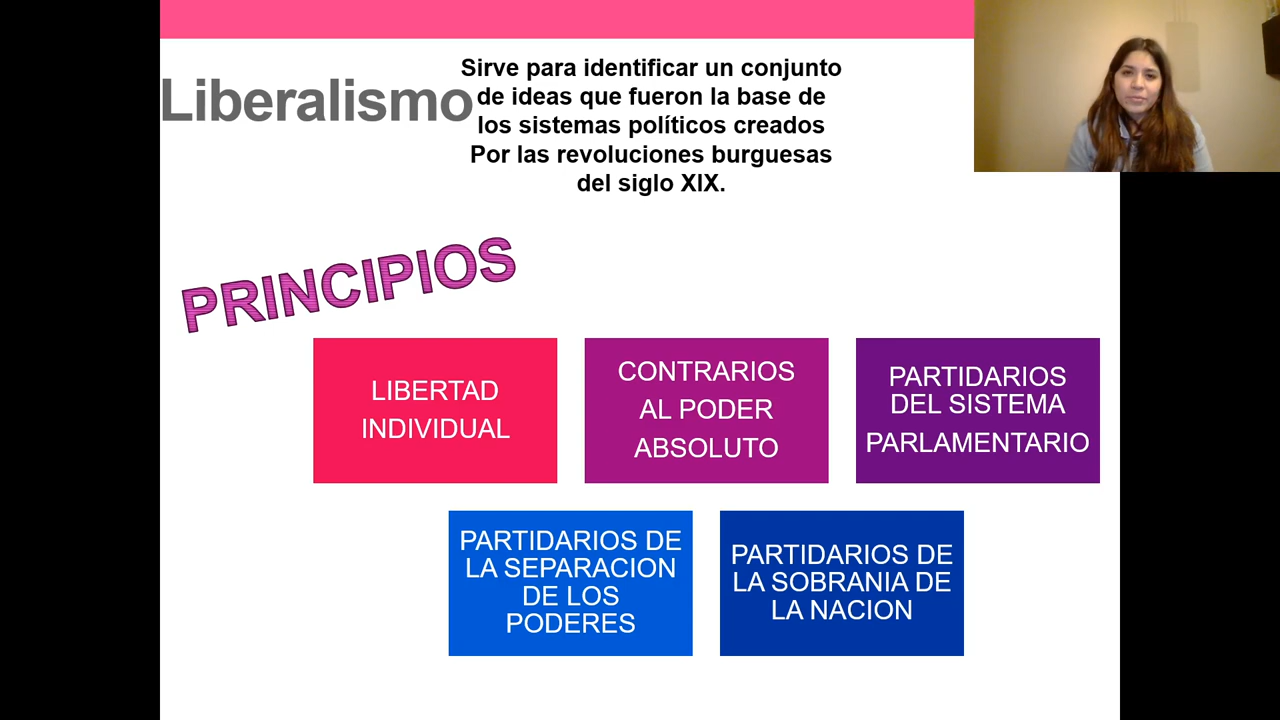 Liberalismo
Sirve para identificar un conjunto
de ideas que fueron la base de
los sistemas políticos creados
Por las revoluciones burguesas
del siglo XIX.
PRINCIPIOS
LIBERTAD
INDIVIDUAL
CONTRARIOS
AL PODER
ABSOLUTO
PARTIDARIOS
DEL SISTEMA
PARLAMENTARIO
PARTIDARIOS DE
LA SEPARACION
DE LOS
PODERES
PARTIDARIOS DE
LA SOBRANIA DE
LA NACION